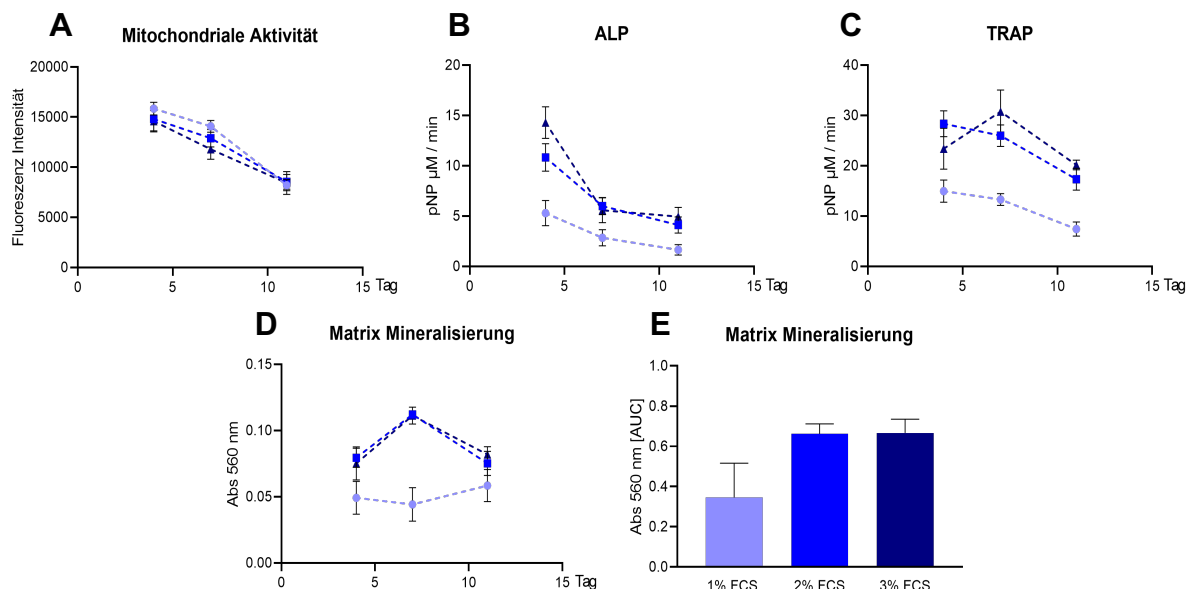 A
Mitochondriale Aktivität
Fluoreszenz Intensität
20000
15000
10000
5000
0
0
5
10
15
Tag
B
ALP
pNP µM / min
20
15
10
5
0
0
5
10
15
Tag
C
TRAP
pNP µM / min
40
30
20
10
0
0
5
10
15
Tag
D
Matrix Mineralisierung
Abs 560 nm
0.15
0.10
0.05
0.00
0
5
10
15
Tag
E
Matrix Mineralisierung
Abs 560 nm [AUC]
1.0
0.8
0.6
0.4
0.2
0.0
1% FCS
2% FCS
3% FCS